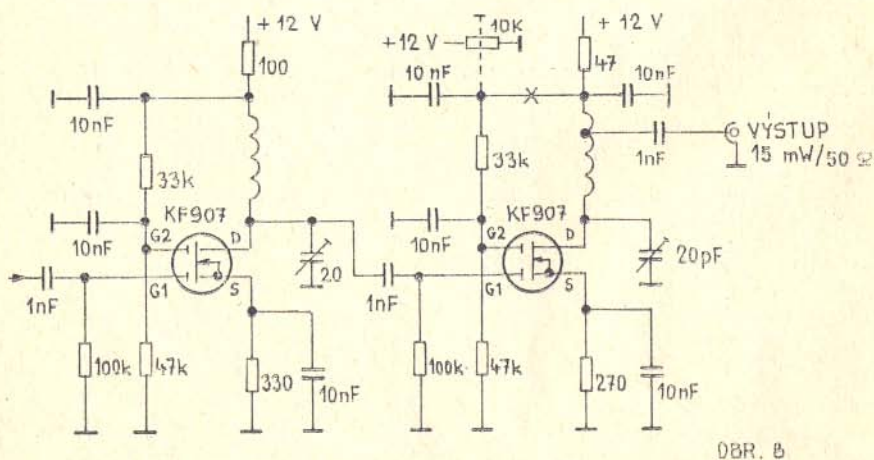 + 12 V
100
10nF
33k
10nF
KF907
G2
D
G1
S
1nF
20
100k
47k
330
10nF
10K
+12 V
+ 12 V
47
10 nF
10nF
1nF
VÝSTUP
15 mW/50 Ω
33k
10nF
KF907
G2
D
G1
S
1nF
20pF
100k
47k
270
10nF
OBR. 8